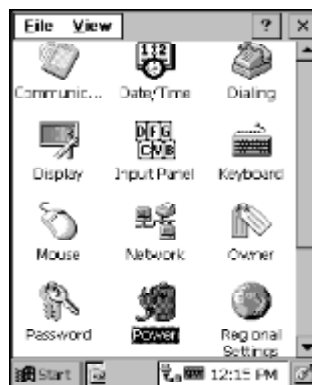 File View ? ×
Communic... Date/Time Dialing
Display Input Panel Keyboard
Mouse Network Owner
Password Power Regional
Settings
Start 12:15 PM